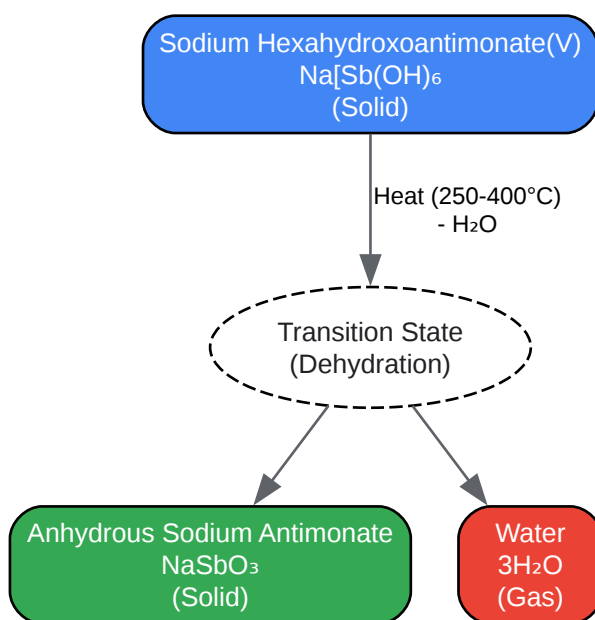 Sodium Hexahydroxoantimonate(V)
Na[Sb(OH)₆
(Solid)
Heat (250-400°C)
- H₂O
Transition State
(Dehydration)
Anhydrous Sodium Antimonate
NaSbO₃
(Solid)
Water
3H₂O
(Gas)